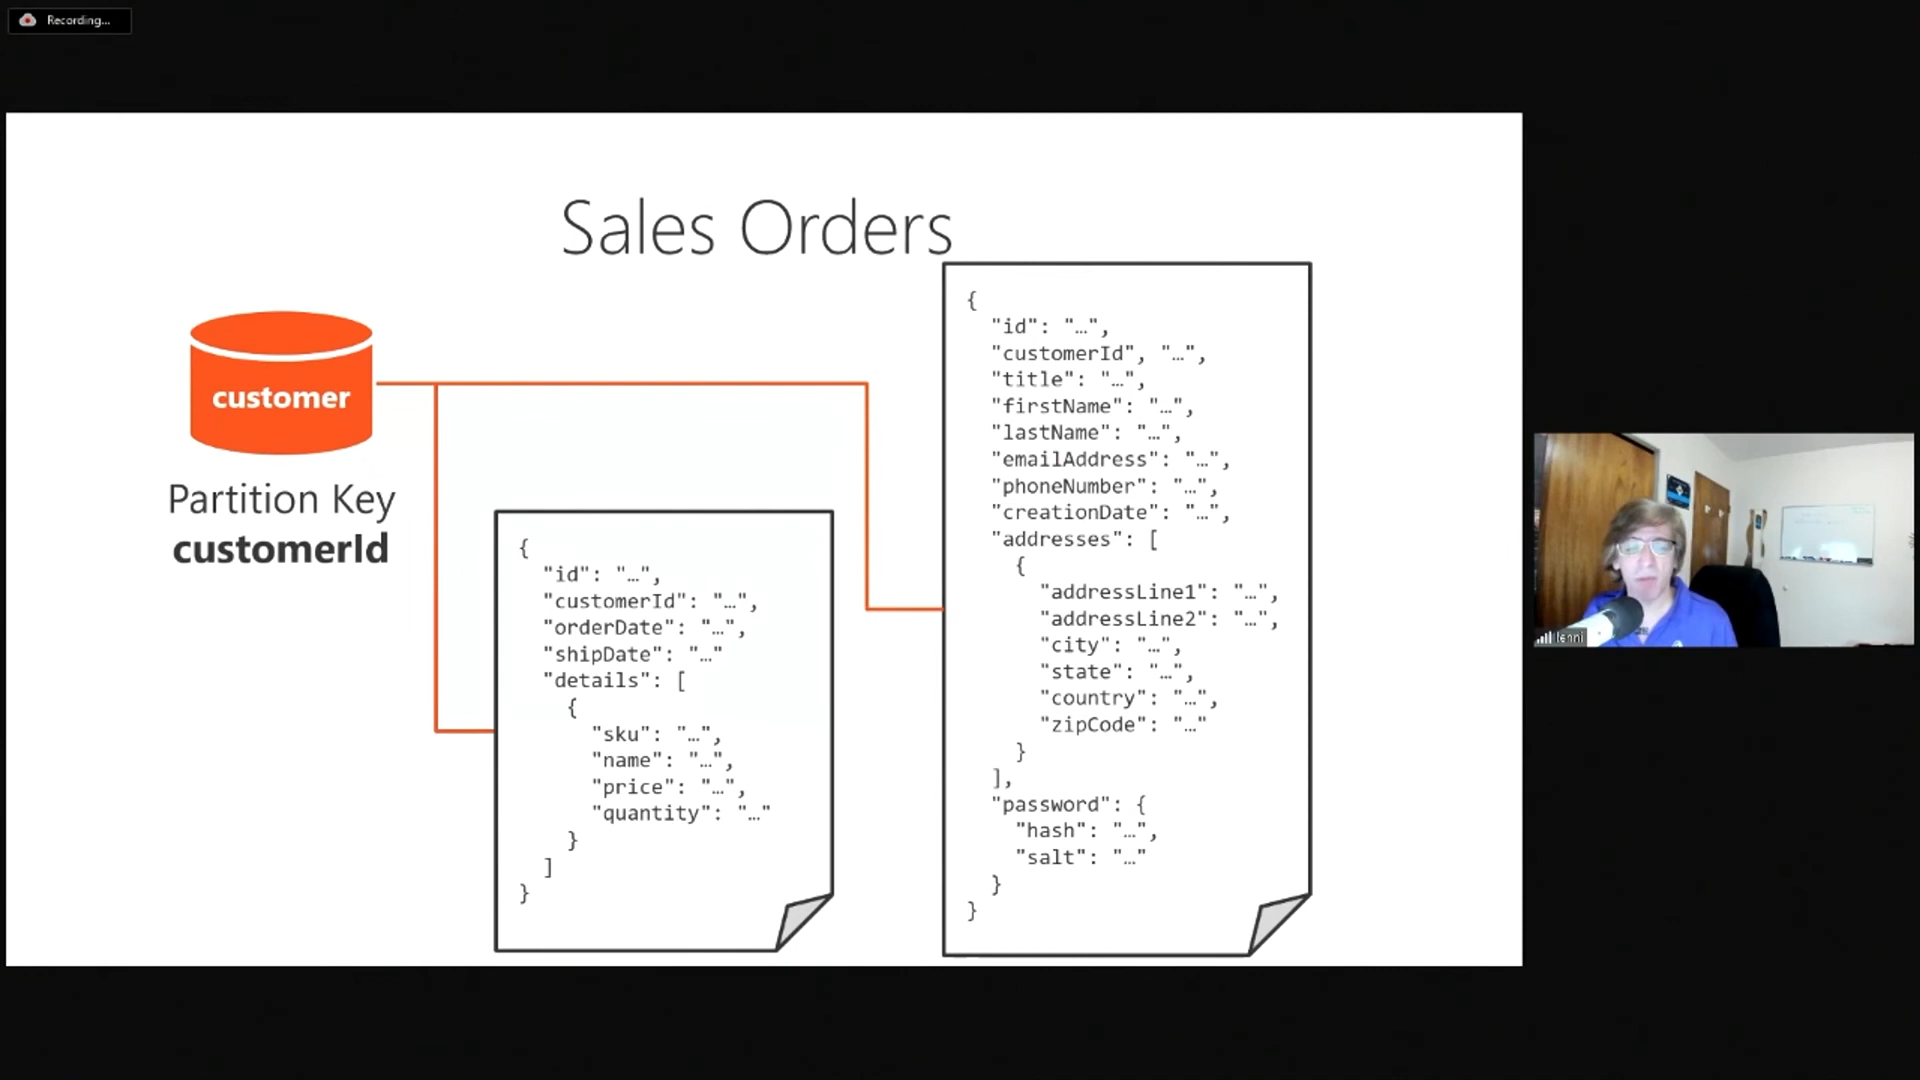 Recording...
Sales Orders
customer
Partition Key
customerId
{
"id": "…",
"customerId": "…",
"orderDate": "…",
"shipDate": "…"
"details": [
{
"sku": "…",
"name": "…",
"price": "…",
"quantity": "…"
}
]
}
{
"id": "…",
"customerId", "…",
"title": "…",
"firstName": "…",
"lastName": "…",
"emailAddress": "…",
"phoneNumber": "…",
"creationDate": "…",
"addresses": [
{
"addressLine1": "…",
"addressLine2": "…",
"city": "…",
"state": "…",
"country": "…",
"zipCode": "…"
}
],
"password": {
"hash": "…",
"salt": "…"
}
}
lenni